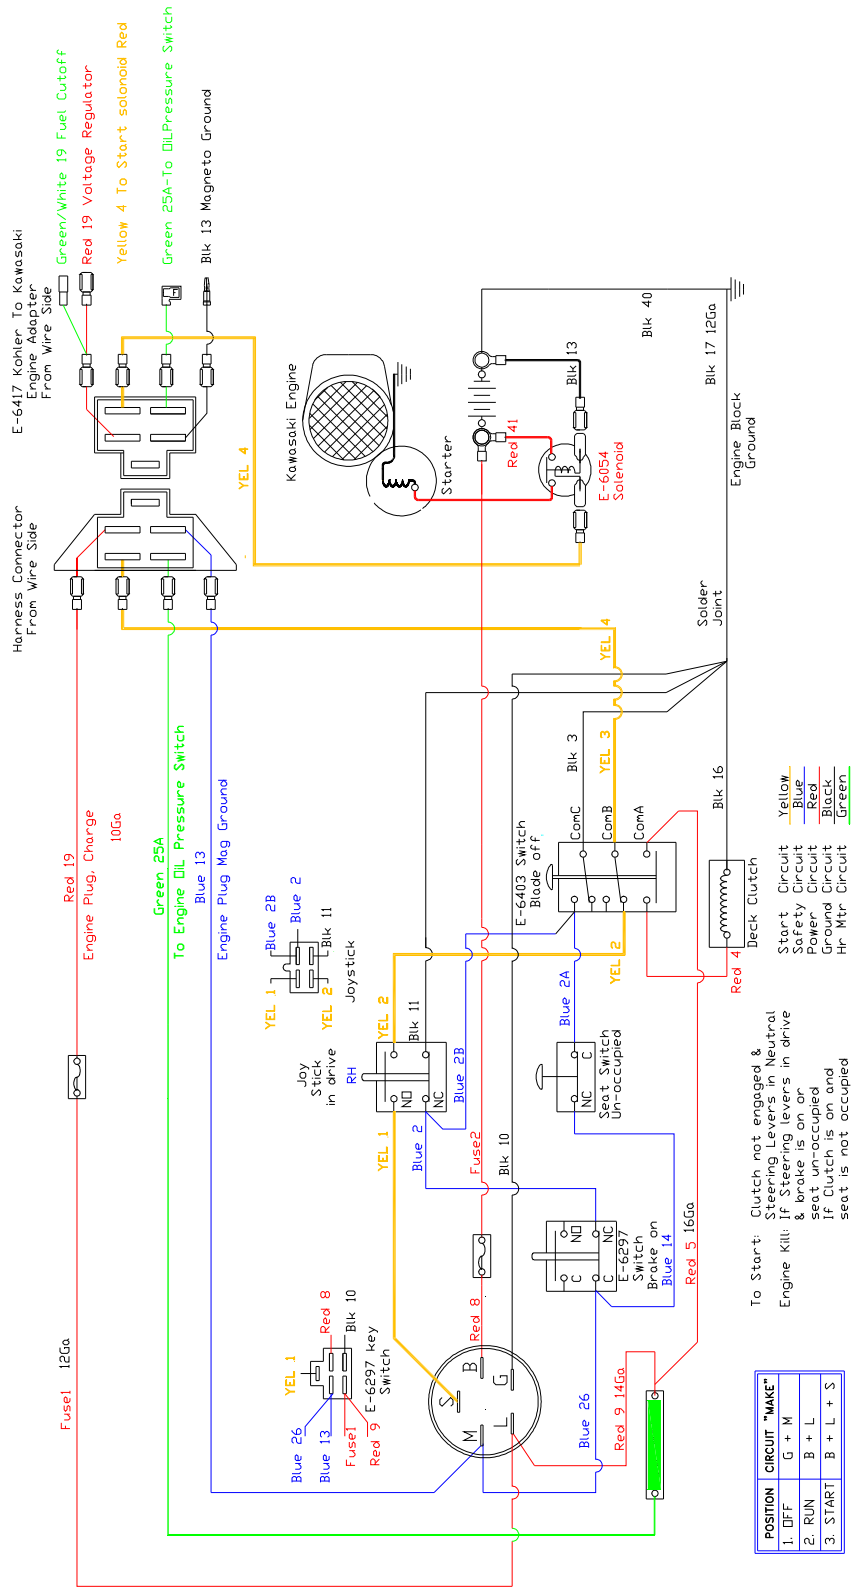 E-6417 Kohler To Kawasaki
Engine Adapter
From Wire Side
Green/White 19 Fuel Cutoff
Red 19 Voltage Regulator
Yellow 4 To Start solonoid Red
Green 25A-To OiLPressure Switch
Blk 13 Magneto Ground
Harness Connector
From Wire Side
YEL 4
Kawasaki Engine
Starter
Red 41
Blk 13
E-6054
Solenoid
Blk 40
Blk 17 12Ga
Engine Block
Ground
Solder
Joint
YEL 4
YEL 3
Blk 3
Blk 16
Red 19
Engine Plug, Charge
10Ga
Green 25A
To Engine OiL Pressure Switch
Blue 13
Engine Plug Mag Ground
Blue 2B
Blue 2
YEL 1
YEL 2
Blk 11
Joystick
E-6403 Switch
Blade off
ComC
ComB
ComA
Deck Clutch
Red 4
YEL 2
YEL 2
Blk 11
Joy
Stick
in drive
RH
NO
NC
Blue 2B
Blue 2A
Seat Switch
Un-occupied
C
NC
YEL 1
Blue 2
Fuse2
Blk 10
E-6297
Switch
Brake on
NO
NC
C
C
Blue 14
Red 5 16Ga
Fuse1 12Ga
YEL 1
Red 8
Blk 10
Blue 26
Blue 13
Fuse1
Red 9
E-6297 key
Switch
Red 8
B
G
S
M
L
Blue 26
Red 9 14Ga
Start Circuit Yellow
Safety Circuit Blue
Power Circuit Red
Ground Circuit Black
Hr Mtr Circuit Green
To Start: Clutch not engaged &
Steering Levers in Neutral
Engine Kill: If Steering levers in drive
& brake is on or
seat un-occupied
If Clutch is on and
seat is not occupied
POSITION CIRCUIT "MAKE"
1. OFF G + M
2. RUN B + L
3. START B + L + S